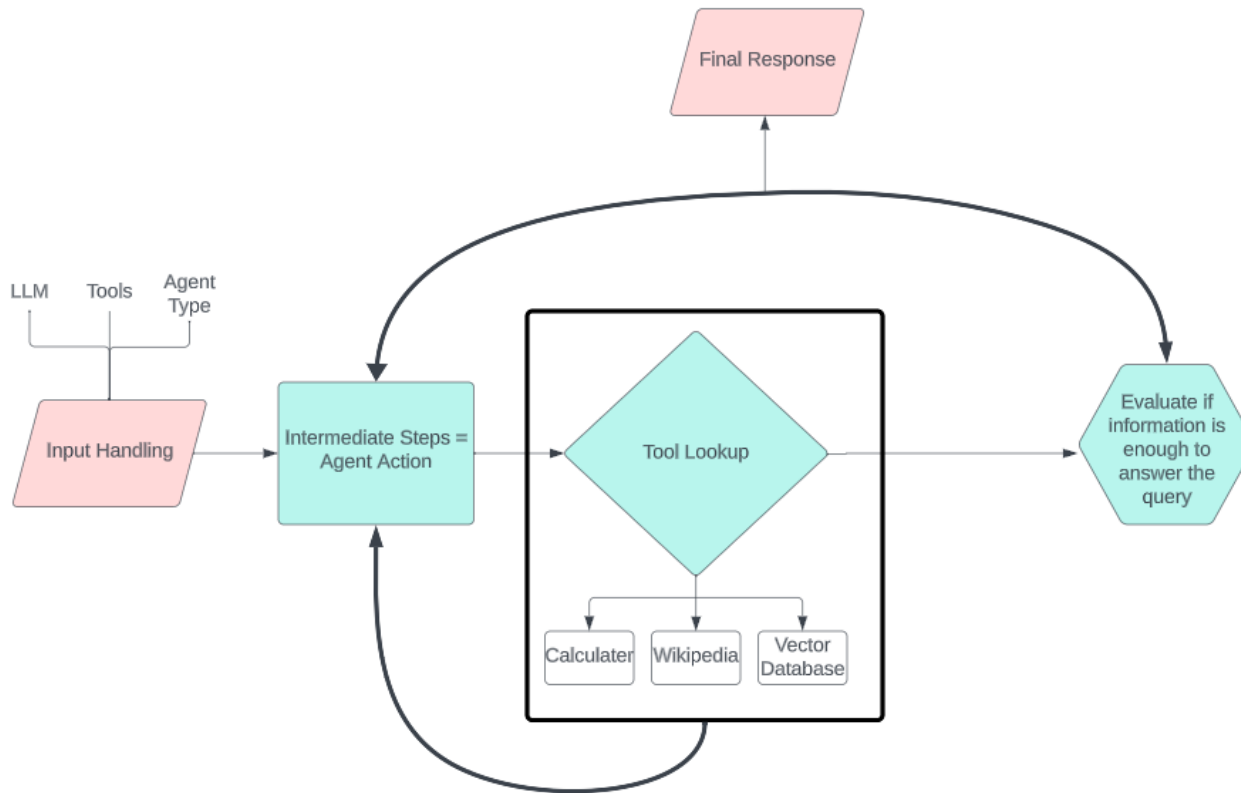 Final Response
LLM
Tools
Agent
Type
Input Handling
Intermediate Steps =
Agent Action
Tool Lookup
Evaluate if
information is
enough to
answer the
query
Calculater
Wikipedia
Vector
Database